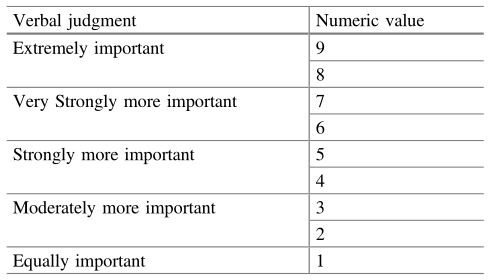 Verbal judgment Numeric value
Extremely important 9
8
Very Strongly more important 7
6
Strongly more important 5
4
Moderately more important 3
2
Equally important 1